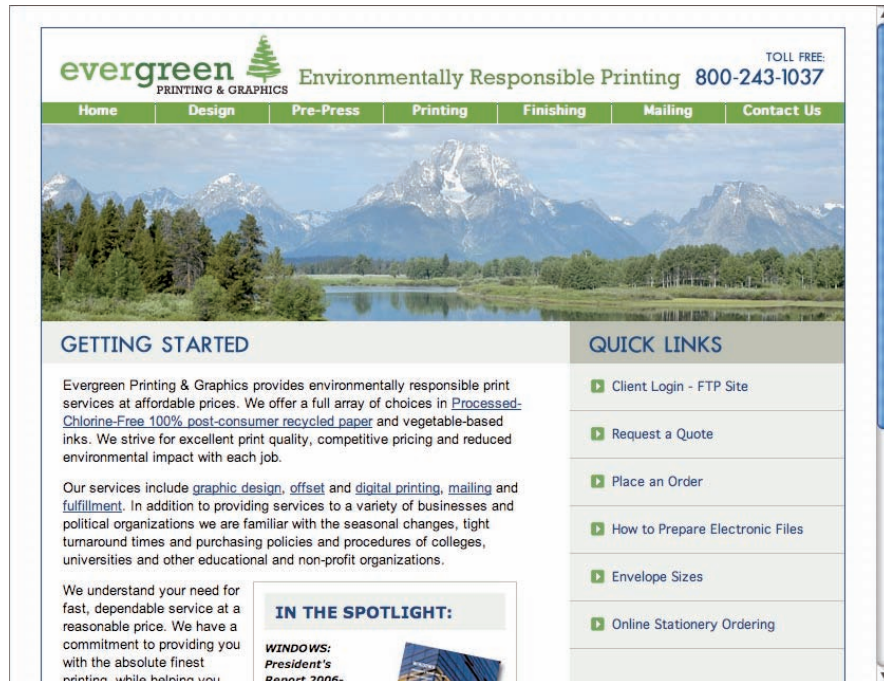 evergreen
PRINTING & GRAPHICS
Environmentally Responsible Printing
TOLL FREE:
800-243-1037
Home Design Pre-Press Printing Finishing Mailing Contact Us
GETTING STARTED
Evergreen Printing & Graphics provides environmentally responsible print
services at affordable prices. We offer a full array of choices in Processed-
Chlorine-Free 100% post-consumer recycled paper and vegetable-based
inks. We strive for excellent print quality, competitive pricing and reduced
environmental impact with each job.
Our services include graphic design, offset and digital printing, mailing and
fulfillment. In addition to providing services to a variety of businesses and
political organizations we are familiar with the seasonal changes, tight
turnaround times and purchasing policies and procedures of colleges,
universities and other educational and non-profit organizations.
We understand your need for
fast, dependable service at a
reasonable price. We have a
commitment to providing you
with the absolute finest
printing, while helping you
IN THE SPOTLIGHT:
WINDOWS:
President's
Report 2006-
QUICK LINKS
Client Login - FTP Site
Request a Quote
Place an Order
How to Prepare Electronic Files
Envelope Sizes
Online Stationery Ordering